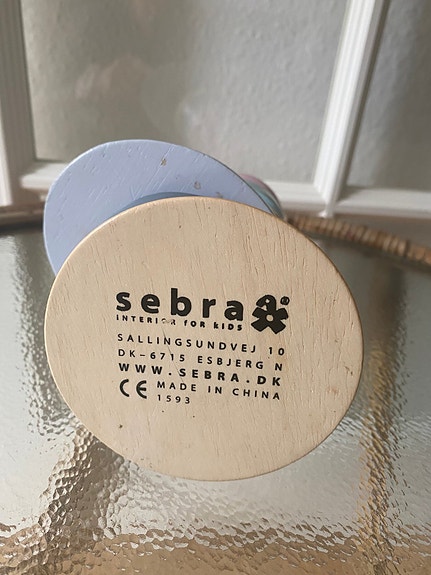 sebra
INTERIOR FOR KIDS
SALLINGSUNDVEJ 10
DK-6715 ESBJERG N
WWW.SEBRA.DK
CE MADE IN CHINA
1593